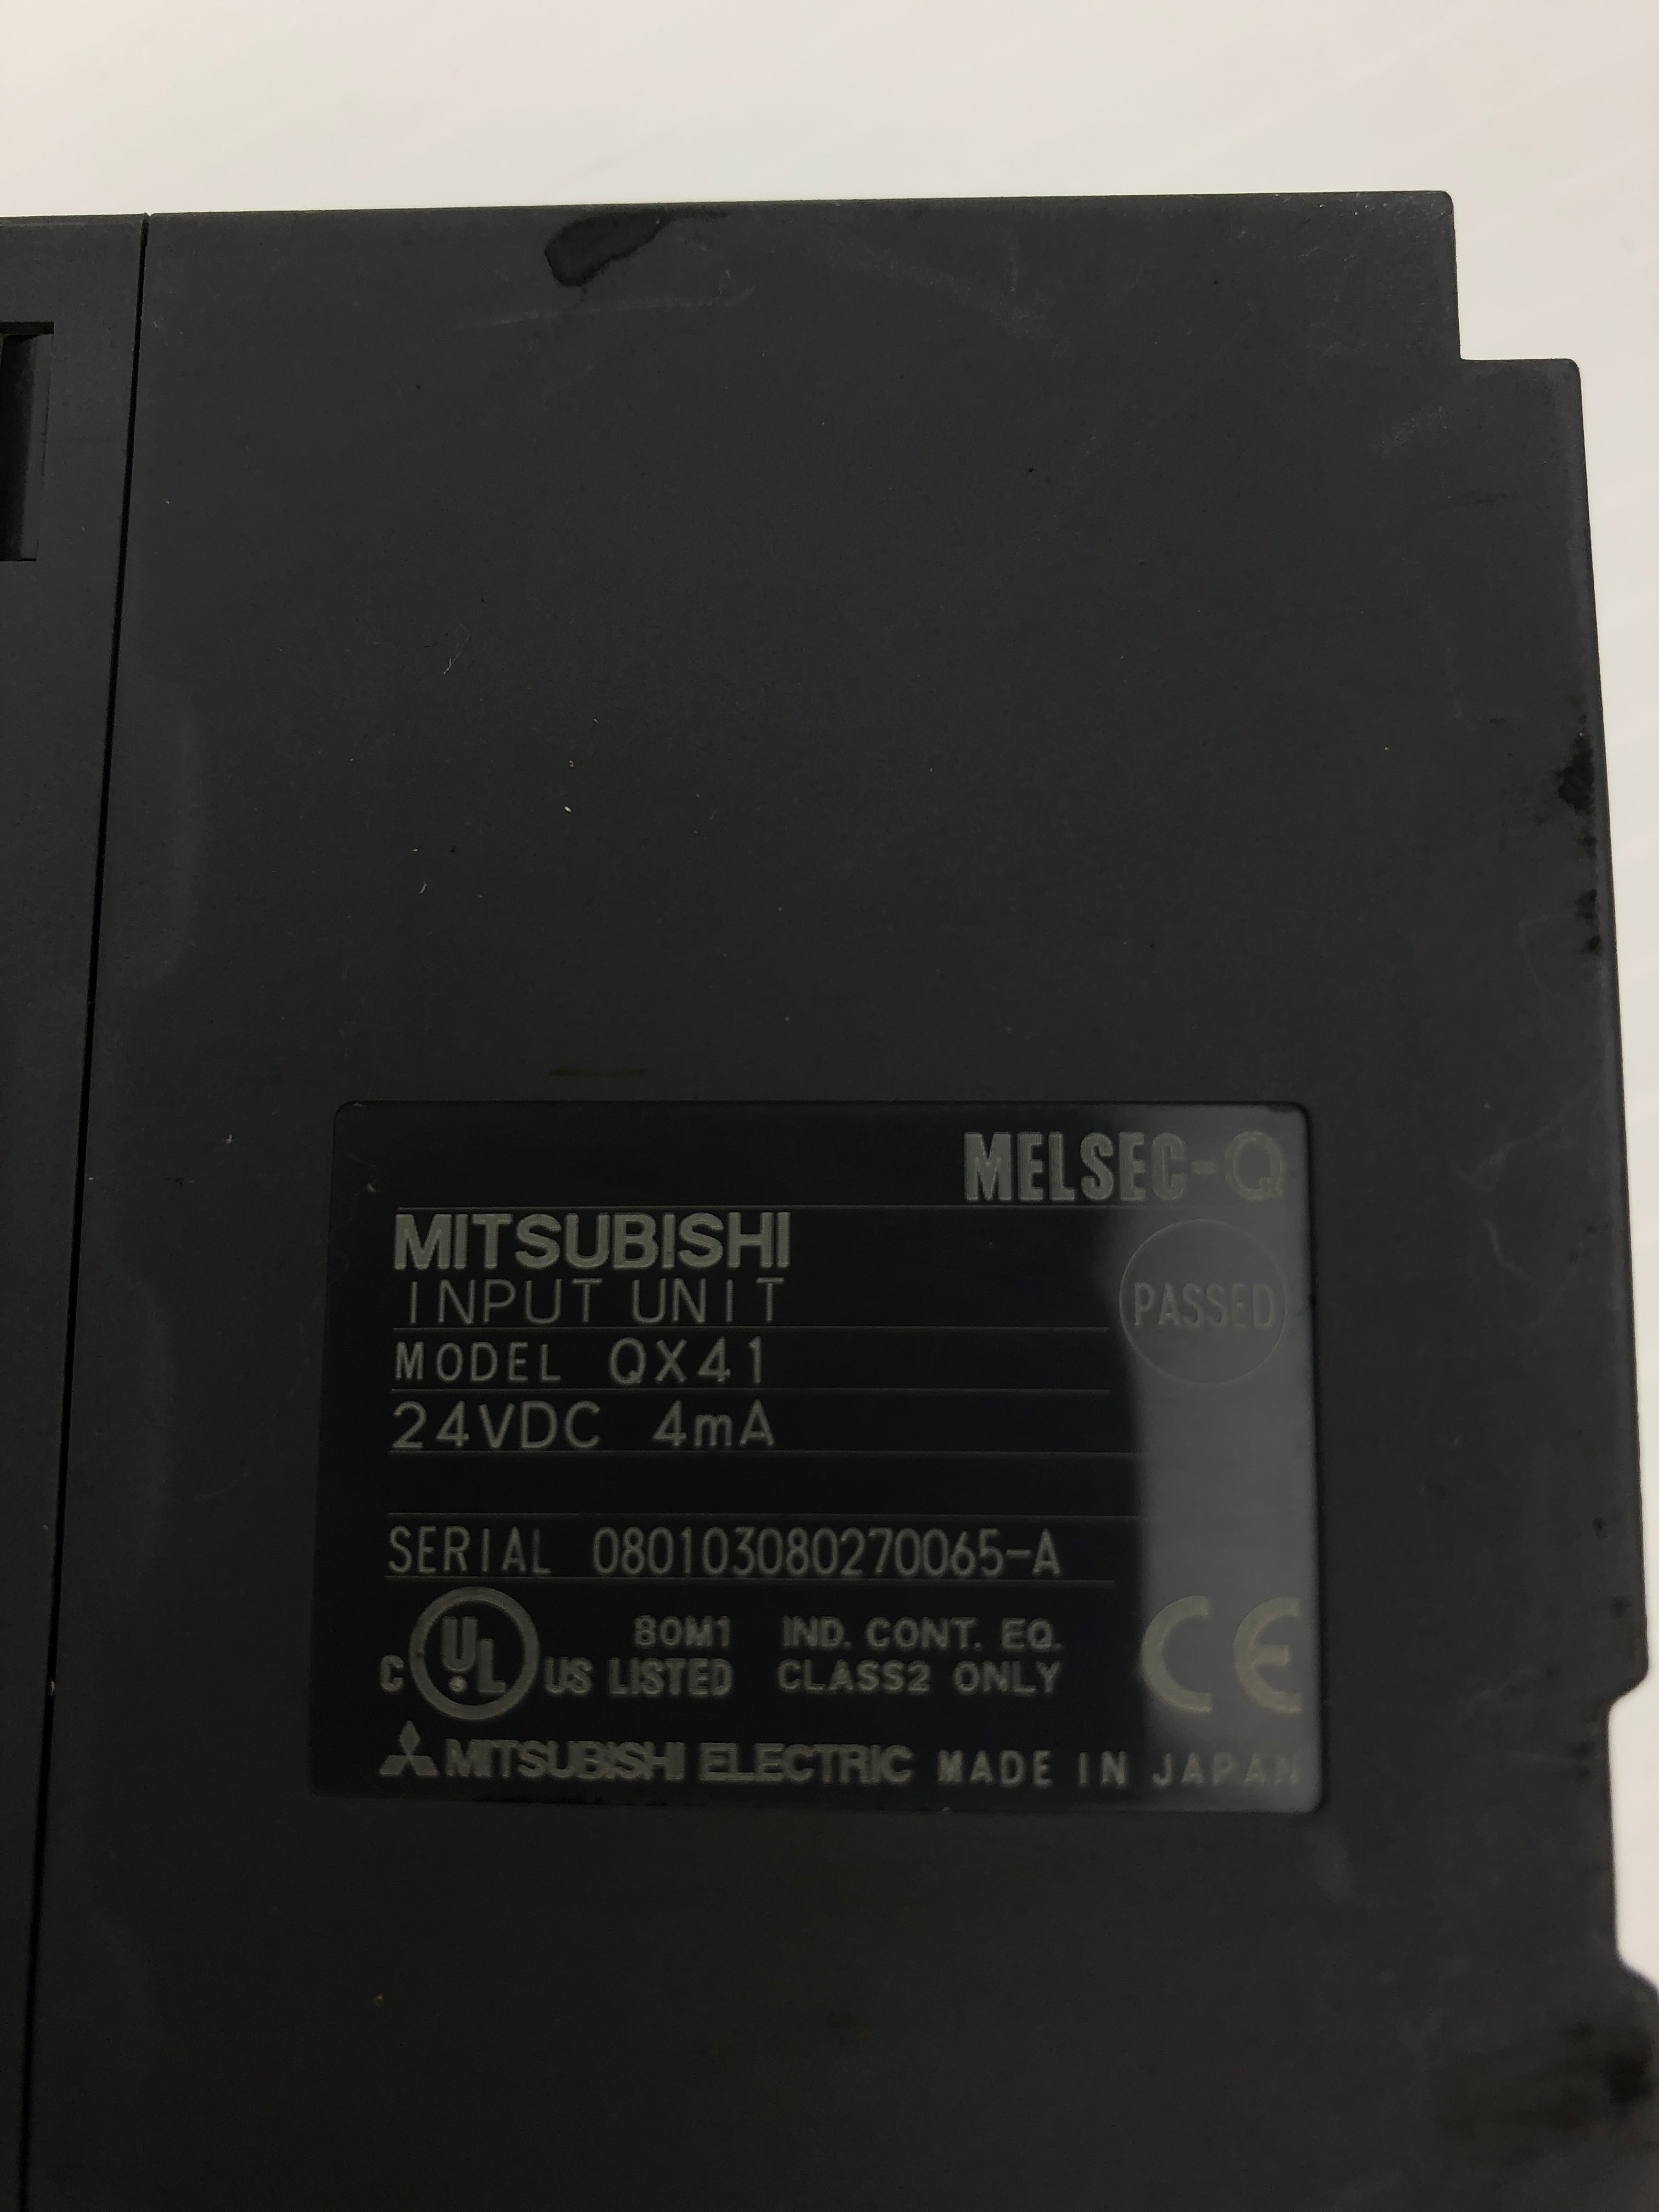 MELSEC-Q
MITSUBISHI
INPUT UNIT
PASSED
MODEL QX41
24VDC 4mA
SERIAL 080103080270065-A
C UL US LISTED 80M1 IND. CONT. EQ.
CLASS2 ONLY
CE
MITSUBISHI ELECTRIC MADE IN JAPAN